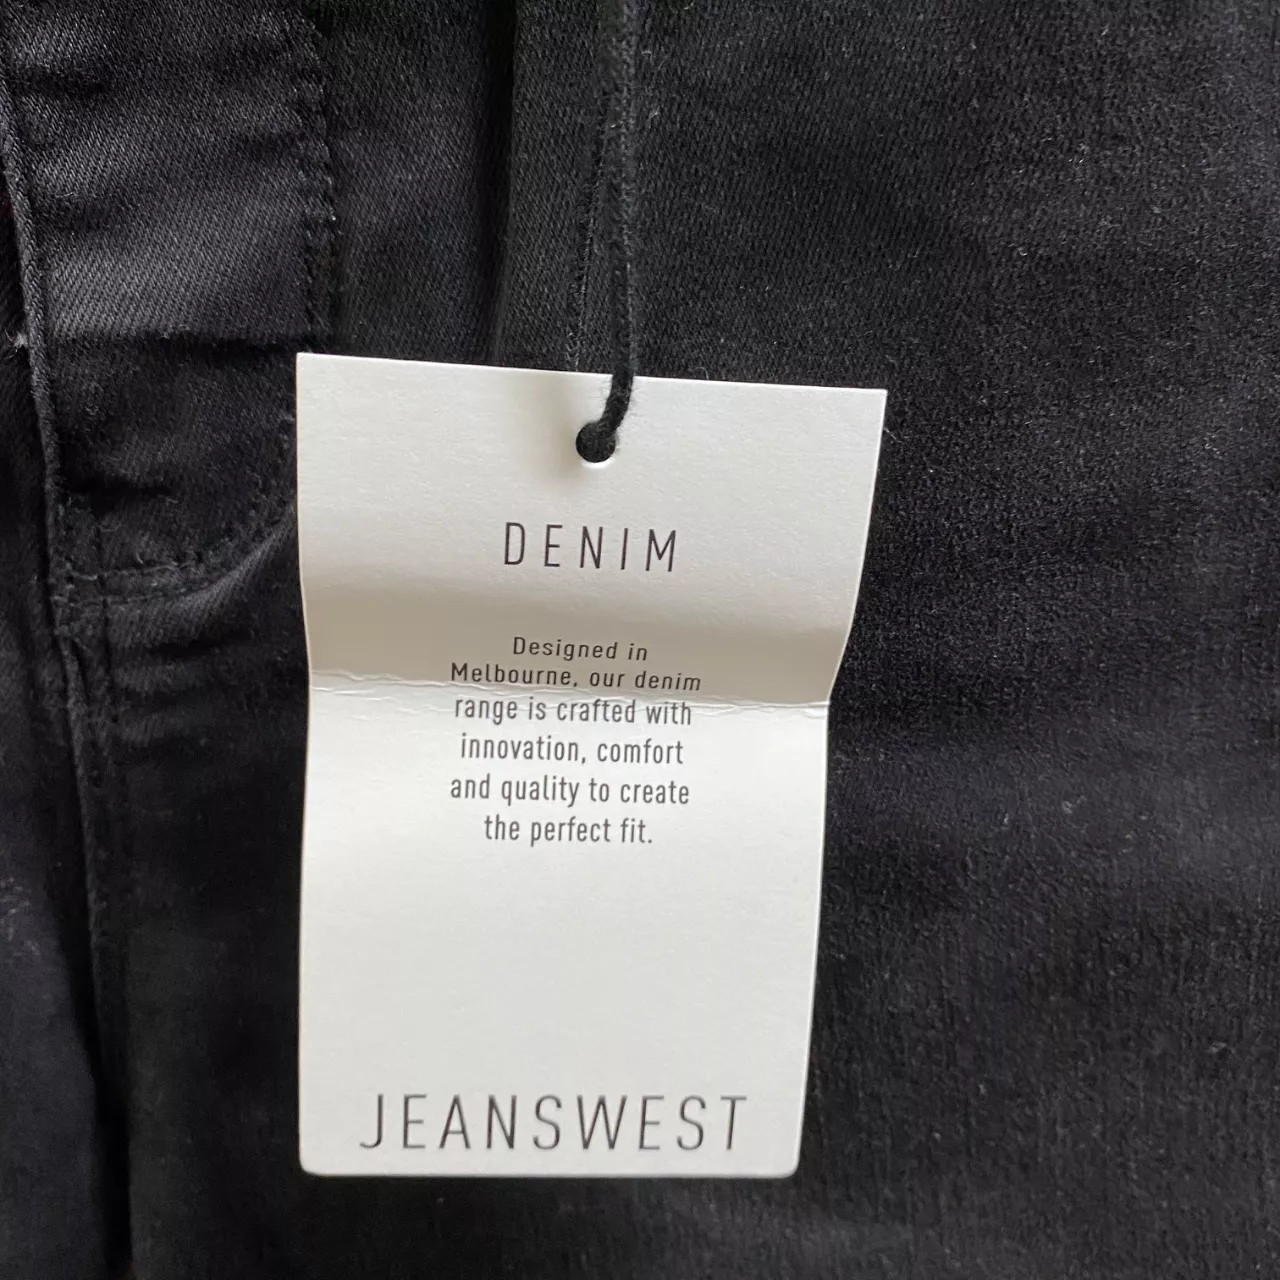 DENIM
Designed in
Melbourne, our denim
range is crafted with
innovation, comfort
and quality to create
the perfect fit.
JEANSWEST